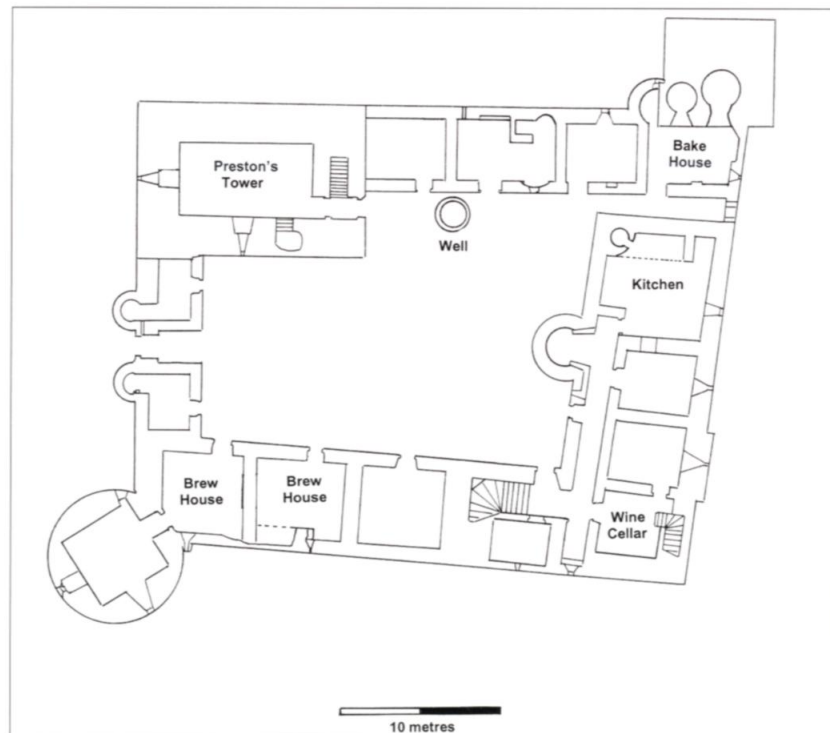 Preston's
Tower
Bake
House
Well
Kitchen
Brew
House
Brew
House
Wine
Cellar
10 metres